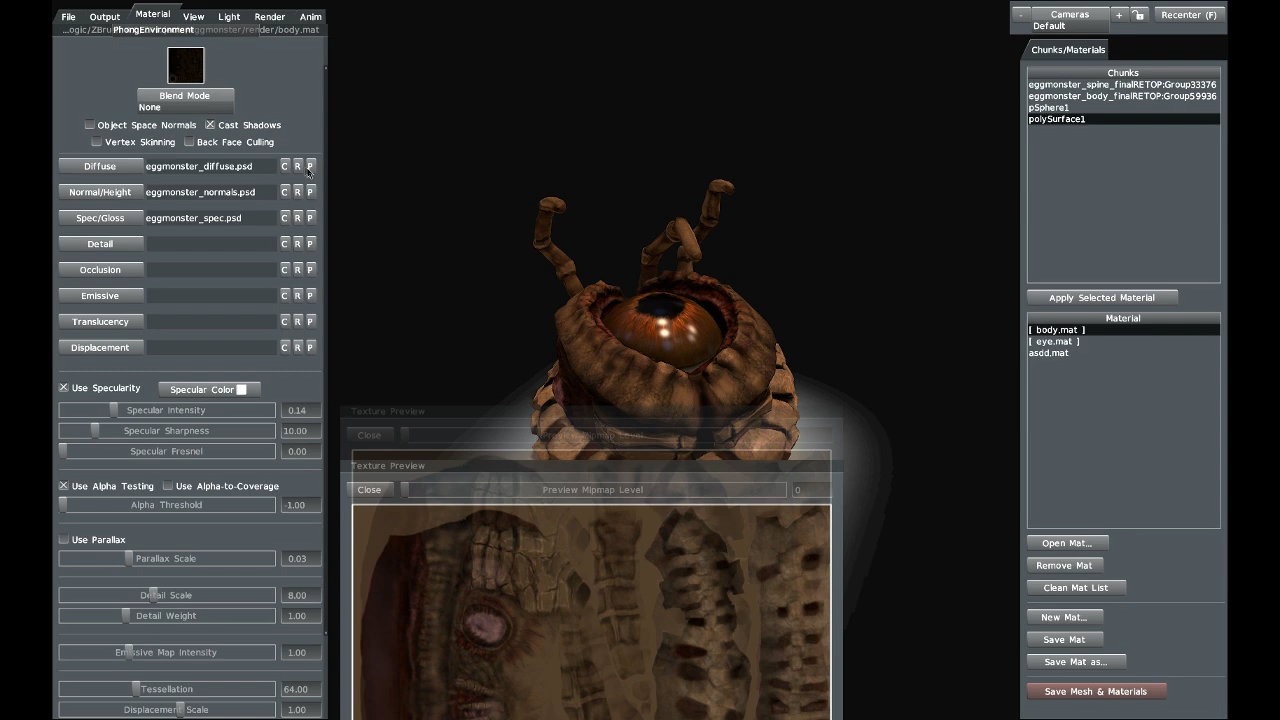 File Output Material View Light Render Anim
PhongEnvironment
render/body.mat
Blend Mode
None
Object Space Normals Cast Shadows
Vertex Skinning Back Face Culling
Diffuse eggmonster_diffuse.psd C R P
Normal/Height eggmonster_normals.psd C R P
Spec/Gloss eggmonster_spec.psd C R P
Detail C R P
Occlusion C R P
Emissive C R P
Translucency C R P
Displacement C R P
Use Specularity Specular Color
Specular Intensity 0.14
Specular Sharpness 10.00
Specular Fresnel 0.00
Use Alpha Testing Use Alpha-to-Coverage
Alpha Threshold -1.00
Use Parallax
Parallax Scale 0.03
Detail Scale 8.00
Detail Weight 1.00
Emissive Map Intensity 1.00
Tessellation 64.00
Displacement Scale 1.00
Texture Preview
Close Preview Mipmap Level
Texture Preview
Close Preview Mipmap Level 0
- Cameras + Recenter (F)
Default
Chunks/Materials
Chunks
eggmonster_spine_finalRETOP:Group33376
eggmonster_body_finalRETOP:Group59936
pSphere1
polySurface1
Apply Selected Material
Material
[ body.mat ]
[ eye.mat ]
asdd.mat
Open Mat...
Remove Mat
Clean Mat List
New Mat...
Save Mat
Save Mat as...
Save Mesh & Materials